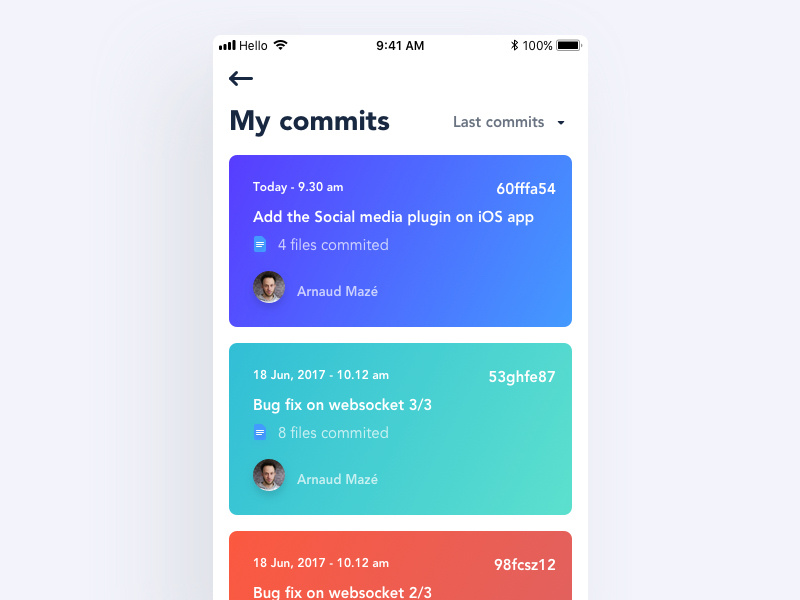 Hello 9:41 AM 100%
My commits
Last commits
Today - 9.30 am 60fffa54
Add the Social media plugin on iOS app
4 files commited
Arnaud Mazé
18 Jun, 2017 - 10.12 am 53ghfe87
Bug fix on websocket 3/3
8 files commited
Arnaud Mazé
18 Jun, 2017 - 10.12 am 98fcsz12
Bug fix on websocket 2/3